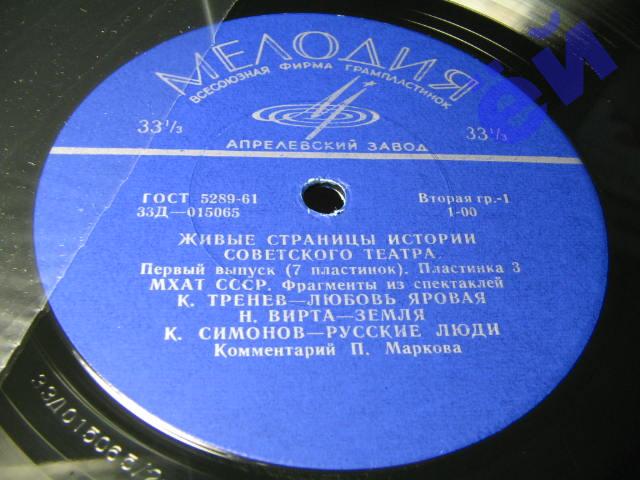 МЕЛОДИЯ
ВСЕСОЮЗНАЯ ФИРМА ГРАМПЛАСТИНОК
33⅓ 33⅓
АПРЕЛЕВСКИЙ ЗАВОД
ГОСТ 5289-61 Вторая гр.-1
33Д—015065 1-00
ЖИВЫЕ СТРАНИЦЫ ИСТОРИИ
СОВЕТСКОГО ТЕАТРА.
Первый выпуск (7 пластинок). Пластинка 3
МХАТ СССР. Фрагменты из спектаклей
К. ТРЕНЕВ—ЛЮБОВЬ ЯРОВАЯ
Н. ВИРТА—ЗЕМЛЯ
К. СИМОНОВ—РУССКИЕ ЛЮДИ
Комментарий П. Маркова
33Д015065/2